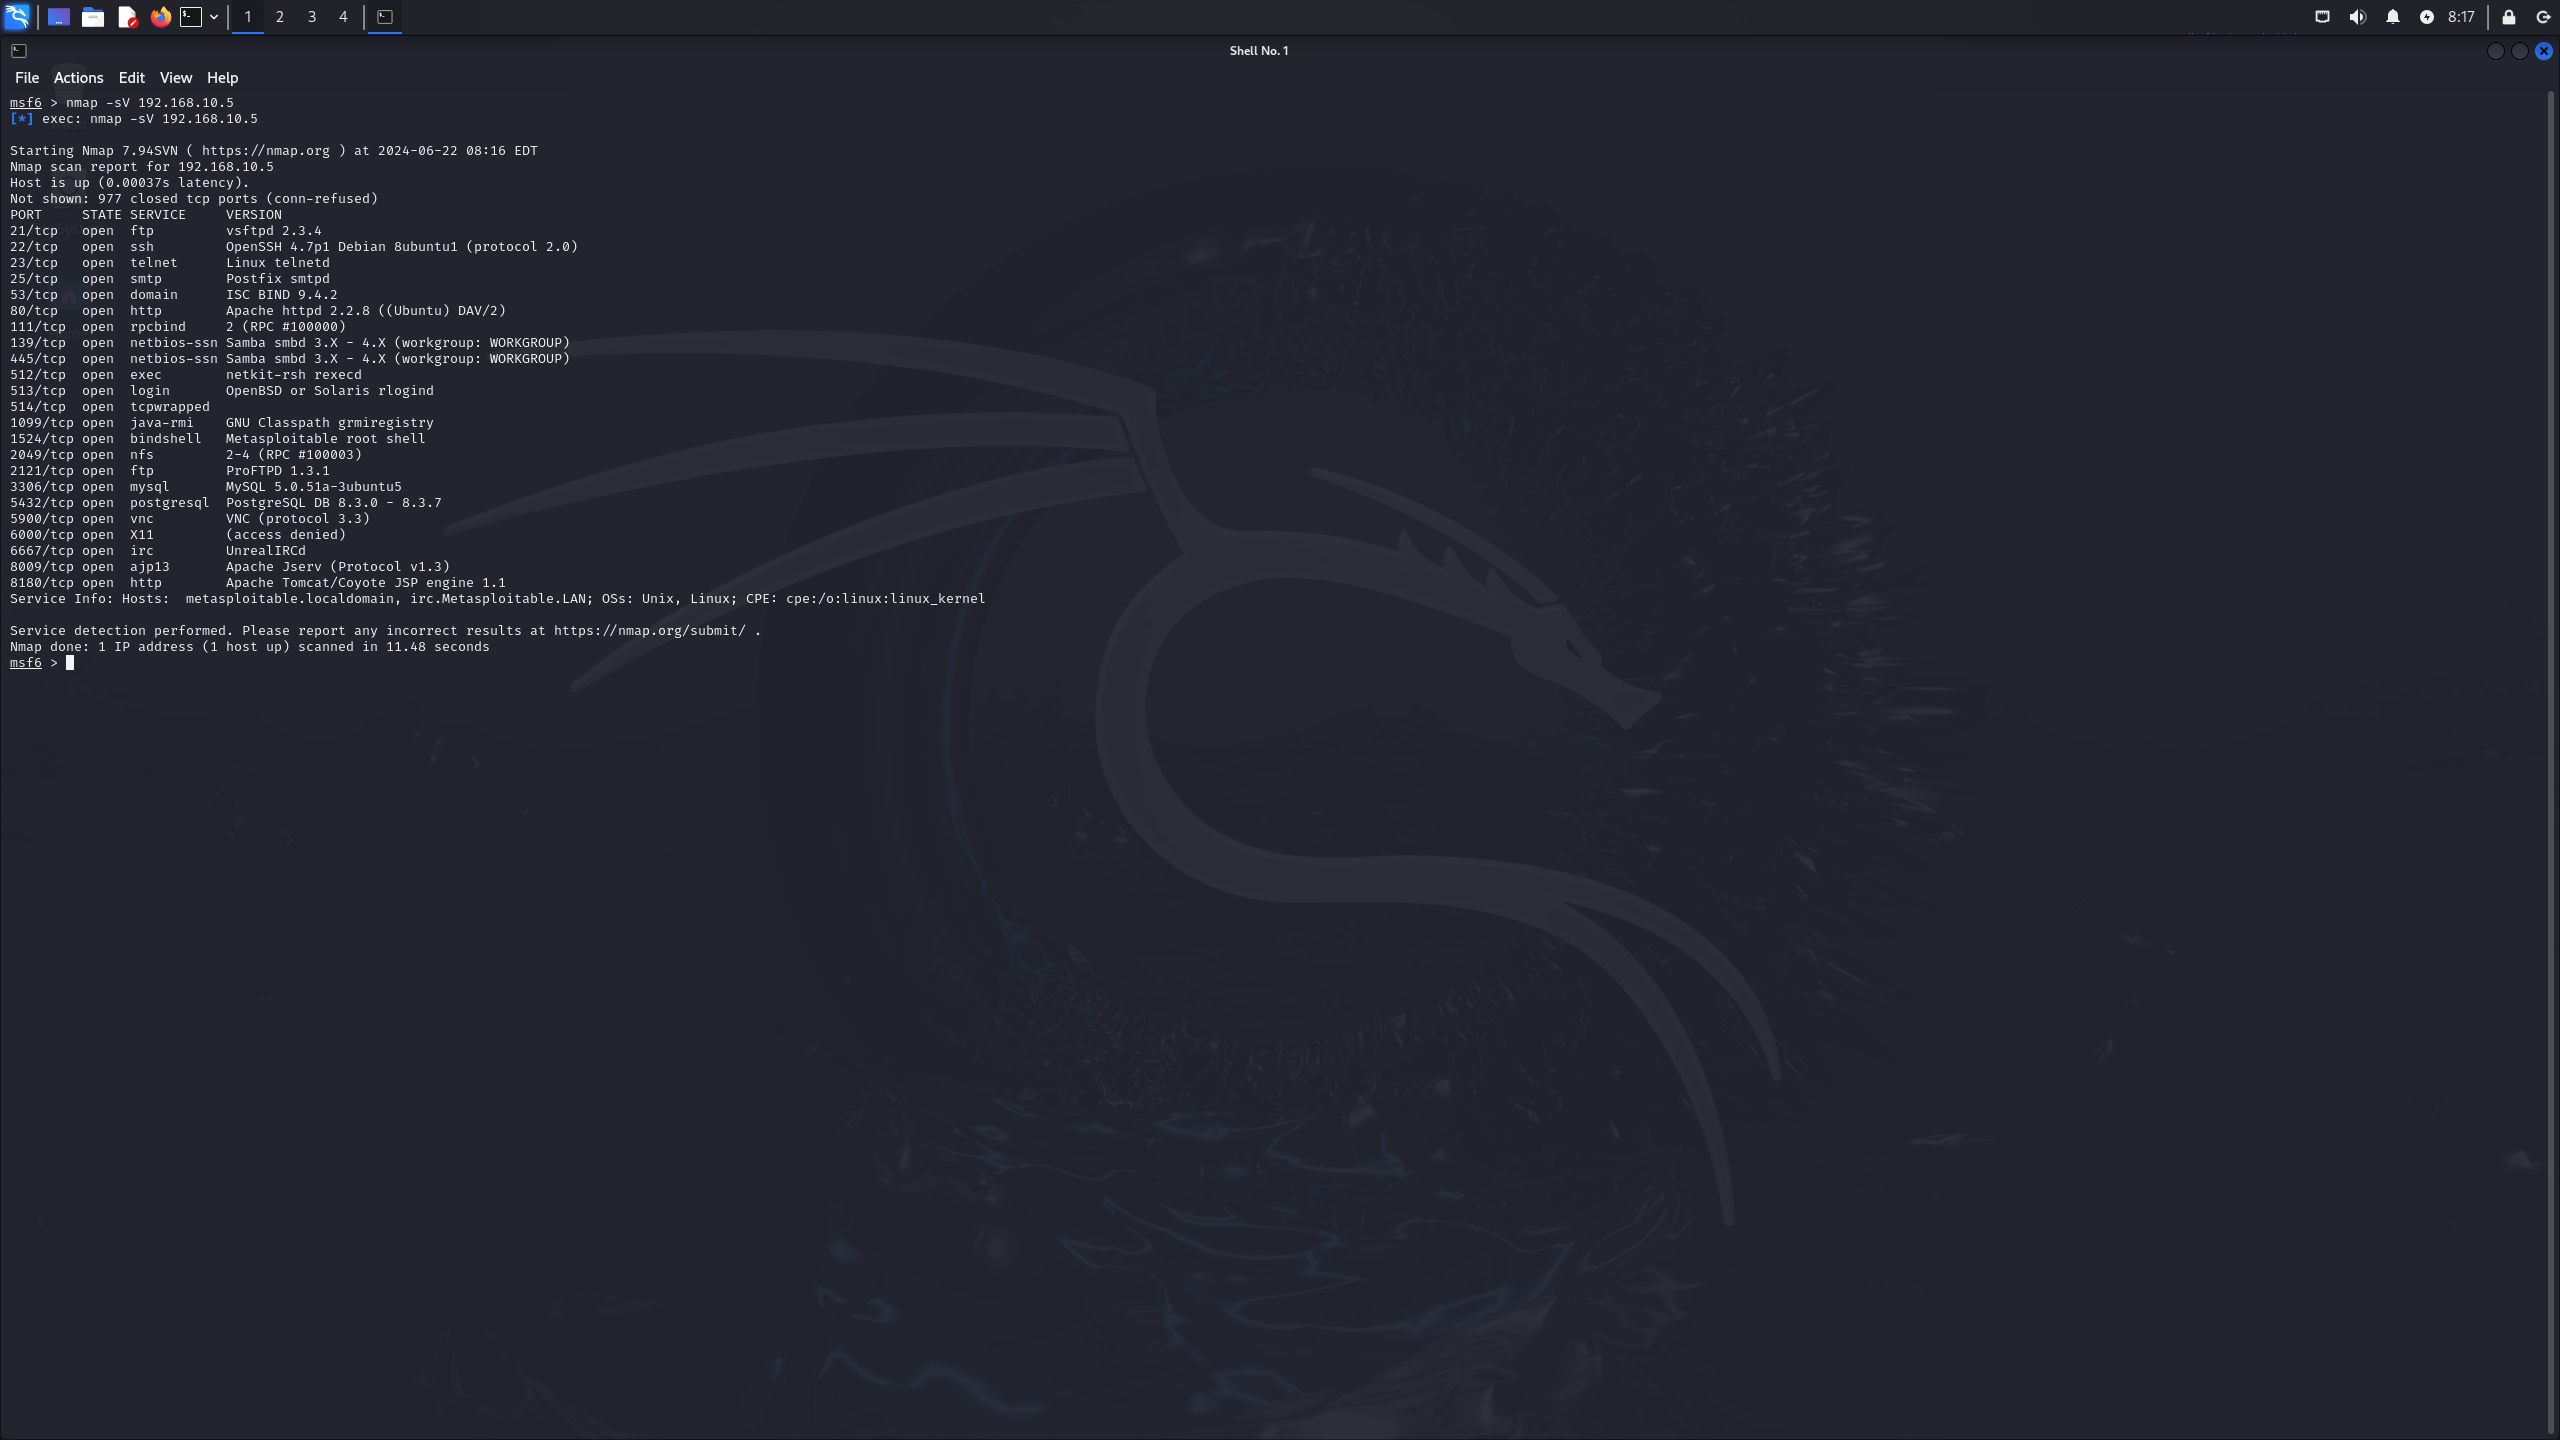 1 2 3 4 8:17
Shell No. 1
File Actions Edit View Help
msf6 > nmap -sV 192.168.10.5
[*] exec: nmap -sV 192.168.10.5
Starting Nmap 7.94SVN ( https://nmap.org ) at 2024-06-22 08:16 EDT
Nmap scan report for 192.168.10.5
Host is up (0.00037s latency).
Not shown: 977 closed tcp ports (conn-refused)
PORT     STATE SERVICE     VERSION
21/tcp   open  ftp         vsftpd 2.3.4
22/tcp   open  ssh         OpenSSH 4.7p1 Debian 8ubuntu1 (protocol 2.0)
23/tcp   open  telnet      Linux telnetd
25/tcp   open  smtp        Postfix smtpd
53/tcp   open  domain      ISC BIND 9.4.2
80/tcp   open  http        Apache httpd 2.2.8 ((Ubuntu) DAV/2)
111/tcp  open  rpcbind     2 (RPC #100000)
139/tcp  open  netbios-ssn Samba smbd 3.X - 4.X (workgroup: WORKGROUP)
445/tcp  open  netbios-ssn Samba smbd 3.X - 4.X (workgroup: WORKGROUP)
512/tcp  open  exec        netkit-rsh rexecd
513/tcp  open  login       OpenBSD or Solaris rlogind
514/tcp  open  tcpwrapped
1099/tcp open  java-rmi    GNU Classpath grmiregistry
1524/tcp open  bindshell   Metasploitable root shell
2049/tcp open  nfs         2-4 (RPC #100003)
2121/tcp open  ftp         ProFTPD 1.3.1
3306/tcp open  mysql       MySQL 5.0.51a-3ubuntu5
5432/tcp open  postgresql  PostgreSQL DB 8.3.0 - 8.3.7
5900/tcp open  vnc         VNC (protocol 3.3)
6000/tcp open  X11         (access denied)
6667/tcp open  irc         UnrealIRCd
8009/tcp open  ajp13       Apache Jserv (Protocol v1.3)
8180/tcp open  http        Apache Tomcat/Coyote JSP engine 1.1
Service Info: Hosts:  metasploitable.localdomain, irc.Metasploitable.LAN; OSs: Unix, Linux; CPE: cpe:/o:linux:linux_kernel
Service detection performed. Please report any incorrect results at https://nmap.org/submit/ .
Nmap done: 1 IP address (1 host up) scanned in 11.48 seconds
msf6 >